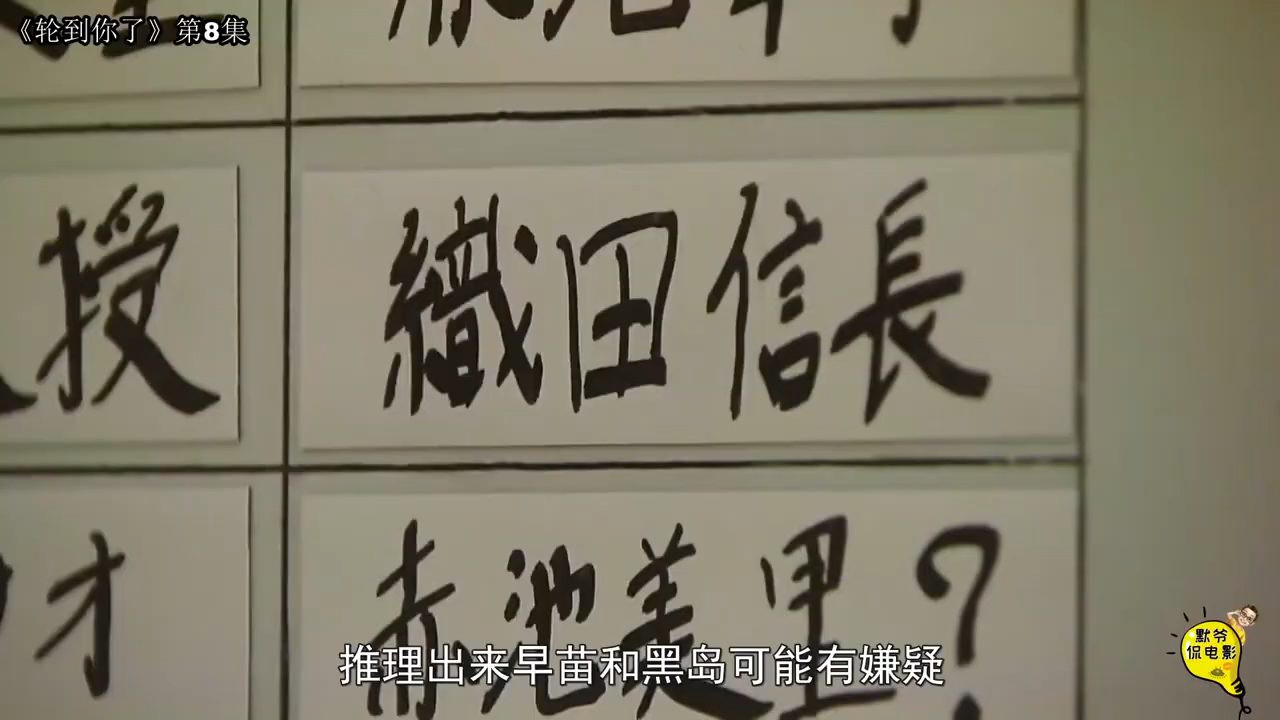 《轮到你了》第8集
授
織田信長
才
赤池美里?
推理出来早苗和黑岛可能有嫌疑
默爷
侃电影